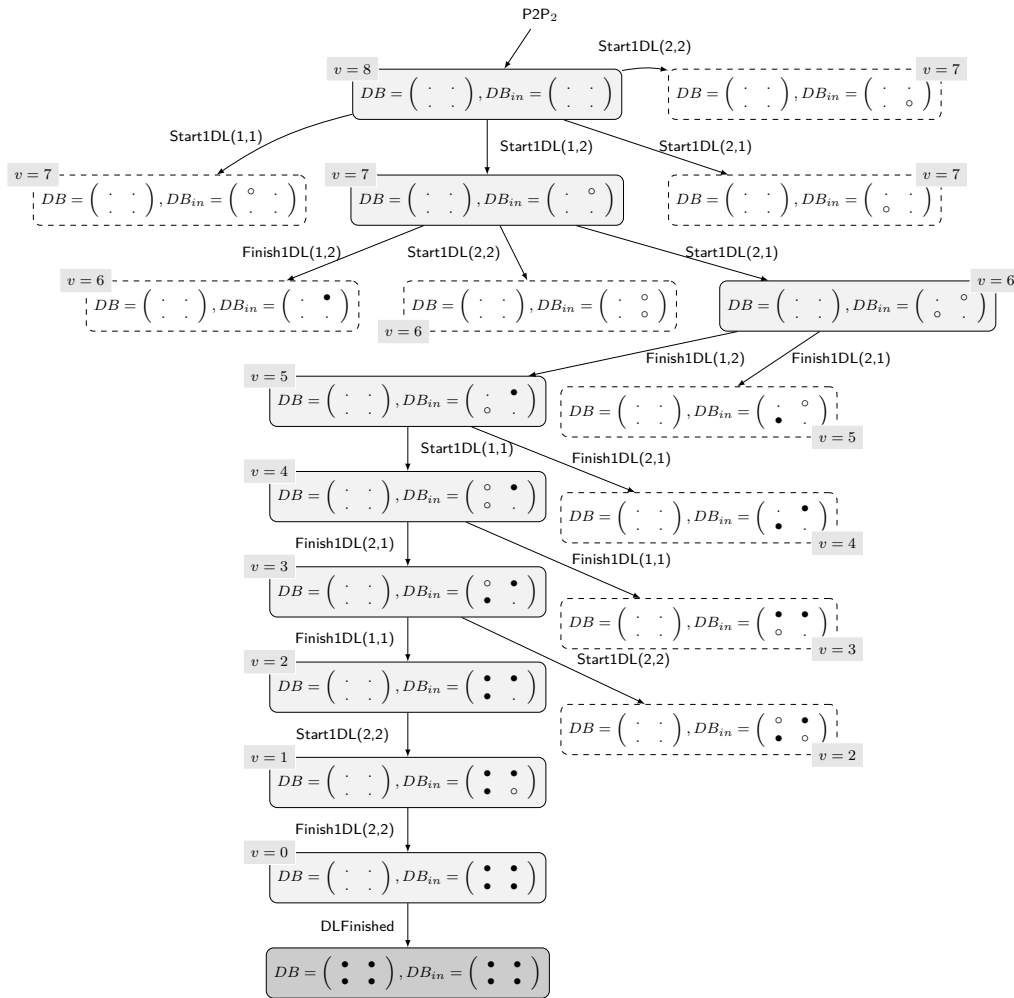 P2P₂
Start1DL(2,2)
v = 8
v = 7
DB = ( · · · · ) , DB_in = ( · · · · )
DB = ( · · · · ) , DB_in = ( · · · ○ )
Start1DL(1,1)
Start1DL(1,2)
Start1DL(2,1)
v = 7
v = 7
v = 7
DB = ( · · · · ) , DB_in = ( ○ · · · )
DB = ( · · · · ) , DB_in = ( · ○ · · )
DB = ( · · · · ) , DB_in = ( · · ○ · )
Finish1DL(1,2)
Start1DL(2,2)
Start1DL(2,1)
v = 6
v = 6
DB = ( · · · · ) , DB_in = ( · ● · · )
DB = ( · · · · ) , DB_in = ( · ○ · ○ )
DB = ( · · · · ) , DB_in = ( · ○ ○ · )
v = 6
Finish1DL(1,2)
Finish1DL(2,1)
v = 5
DB = ( · · · · ) , DB_in = ( · ● ○ · )
DB = ( · · · · ) , DB_in = ( · ○ ● · )
v = 5
Start1DL(1,1)
Finish1DL(2,1)
v = 4
DB = ( · · · · ) , DB_in = ( ○ ● ○ · )
DB = ( · · · · ) , DB_in = ( · ● ● · )
v = 4
Finish1DL(2,1)
Finish1DL(1,1)
v = 3
DB = ( · · · · ) , DB_in = ( ○ ● ● · )
DB = ( · · · · ) , DB_in = ( ● ● ○ · )
v = 3
Finish1DL(1,1)
Start1DL(2,2)
v = 2
DB = ( · · · · ) , DB_in = ( ● ● ● · )
DB = ( · · · · ) , DB_in = ( ○ ● ● ○ )
v = 2
Start1DL(2,2)
v = 1
DB = ( · · · · ) , DB_in = ( ● ● ● ○ )
Finish1DL(2,2)
v = 0
DB = ( · · · · ) , DB_in = ( ● ● ● ● )
DLFinished
DB = ( ● ● ● ● ) , DB_in = ( ● ● ● ● )